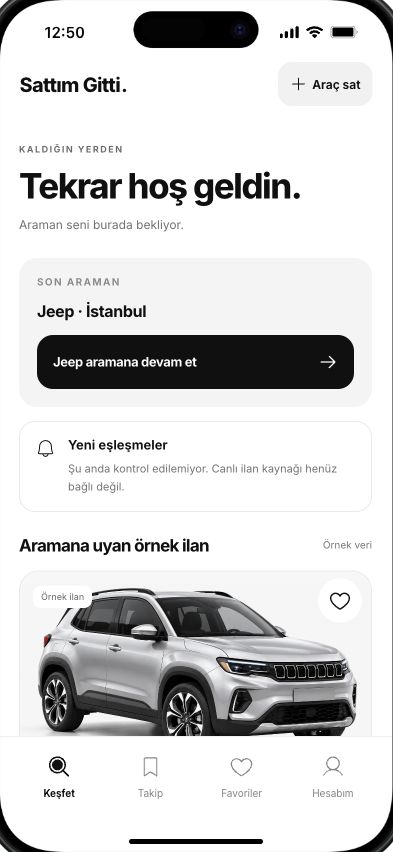 12:50
Sattım Gitti.
Araç sat
KALDIĞIN YERDEN
Tekrar hoş geldin.
Araman seni burada bekliyor.
SON ARAMAN
Jeep · İstanbul
Jeep aramana devam et
Yeni eşleşmeler
Şu anda kontrol edilemiyor. Canlı ilan kaynağı henüz
bağlı değil.
Aramana uyan örnek ilan
Örnek veri
Örnek ilan
Keşfet
Takip
Favoriler
Hesabım